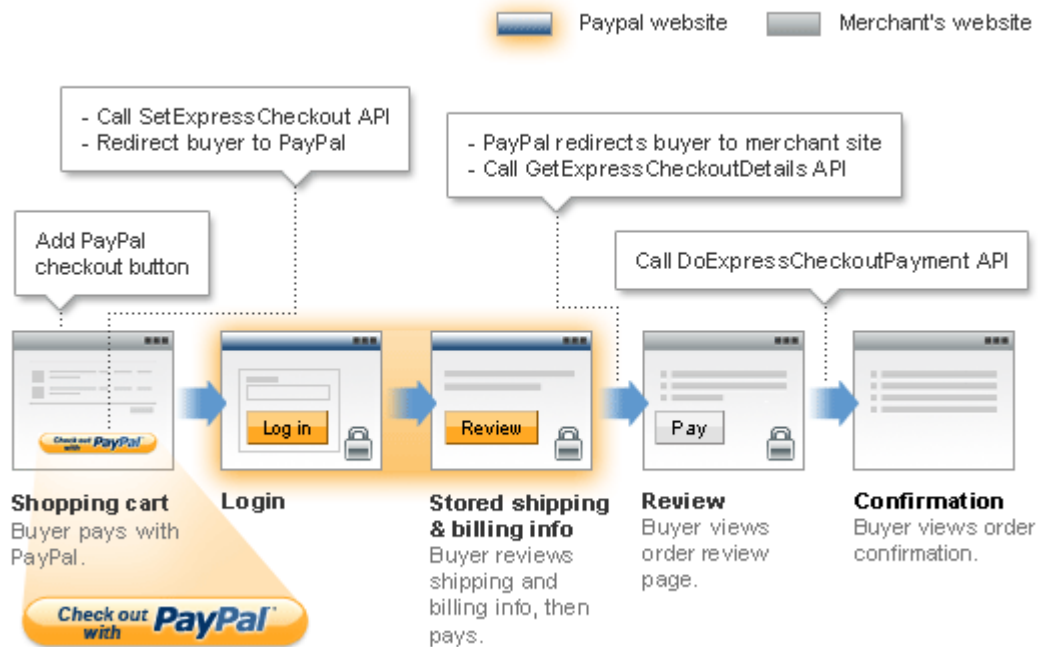 Paypal website
Merchant's website
- Call SetExpressCheckout API
- Redirect buyer to PayPal
- PayPal redirects buyer to merchant site
- Call GetExpressCheckoutDetails API
Add PayPal
checkout button
Call DoExpressCheckoutPayment API
Check out
with PayPal
Log in
Review
Pay
Shopping cart
Buyer pays with
PayPal.
Login
Stored shipping
& billing info
Buyer reviews
shipping and
billing info, then
pays.
Review
Buyer views
order review
page.
Confirmation
Buyer views order
confirmation.
Check out
with PayPal